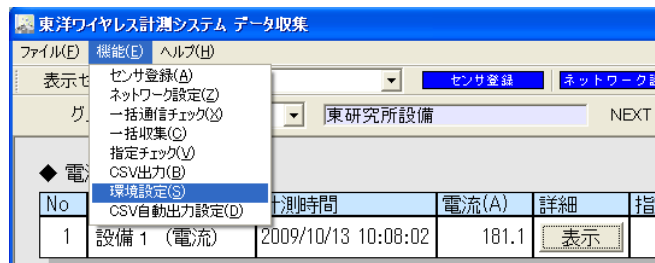 東洋ワイヤレス計測システム データ収集
ファイル(F) 機能(E) ヘルプ(H)
表示セ センサ登録 ネットワーク
センサ登録(A)
ネットワーク設定(Z)
一括通信チェック(X)
一括収集(C)
指定チェック(V)
CSV出力(B)
環境設定(S)
CSV自動出力設定(D)
グ 東研究所設備 NEXT
◆ 電
No 計測時間 電流(A) 詳細 指
1 設備１ (電流) 2009/10/13 10:08:02 181.1 表示